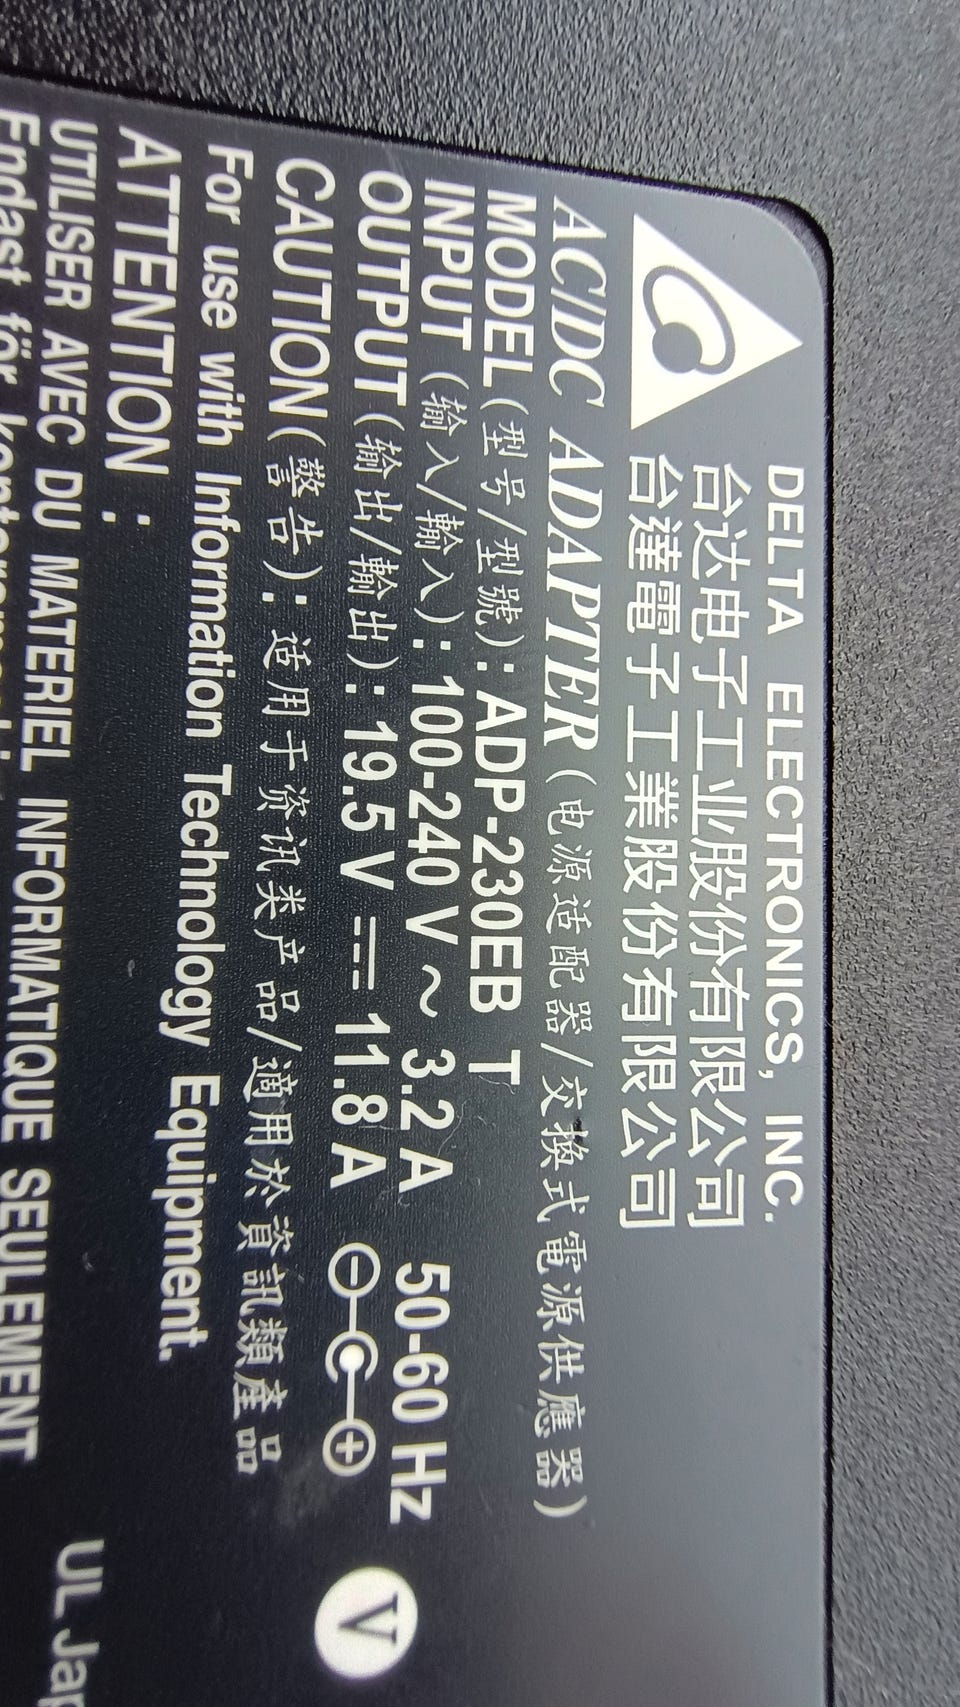 DELTA ELECTRONICS, INC.
台达电子工业股份有限公司
台達電子工業股份有限公司
AC/DC ADAPTER (电源适配器/交換式電源供應器)
MODEL(型号/型號): ADP-230EB T
INPUT (输入/輸入): 100-240 V ~ 3.2 A 50-60 Hz
OUTPUT(输出/輸出): 19.5 V ⎓ 11.8 A
V
CAUTION(警告): 适用于资讯类产品/適用於資訊類產品
For use with Information Technology Equipment.
ATTENTION :
UTILISER AVEC DU MATERIEL INFORMATIQUE SEULEMENT
UL
Endast för